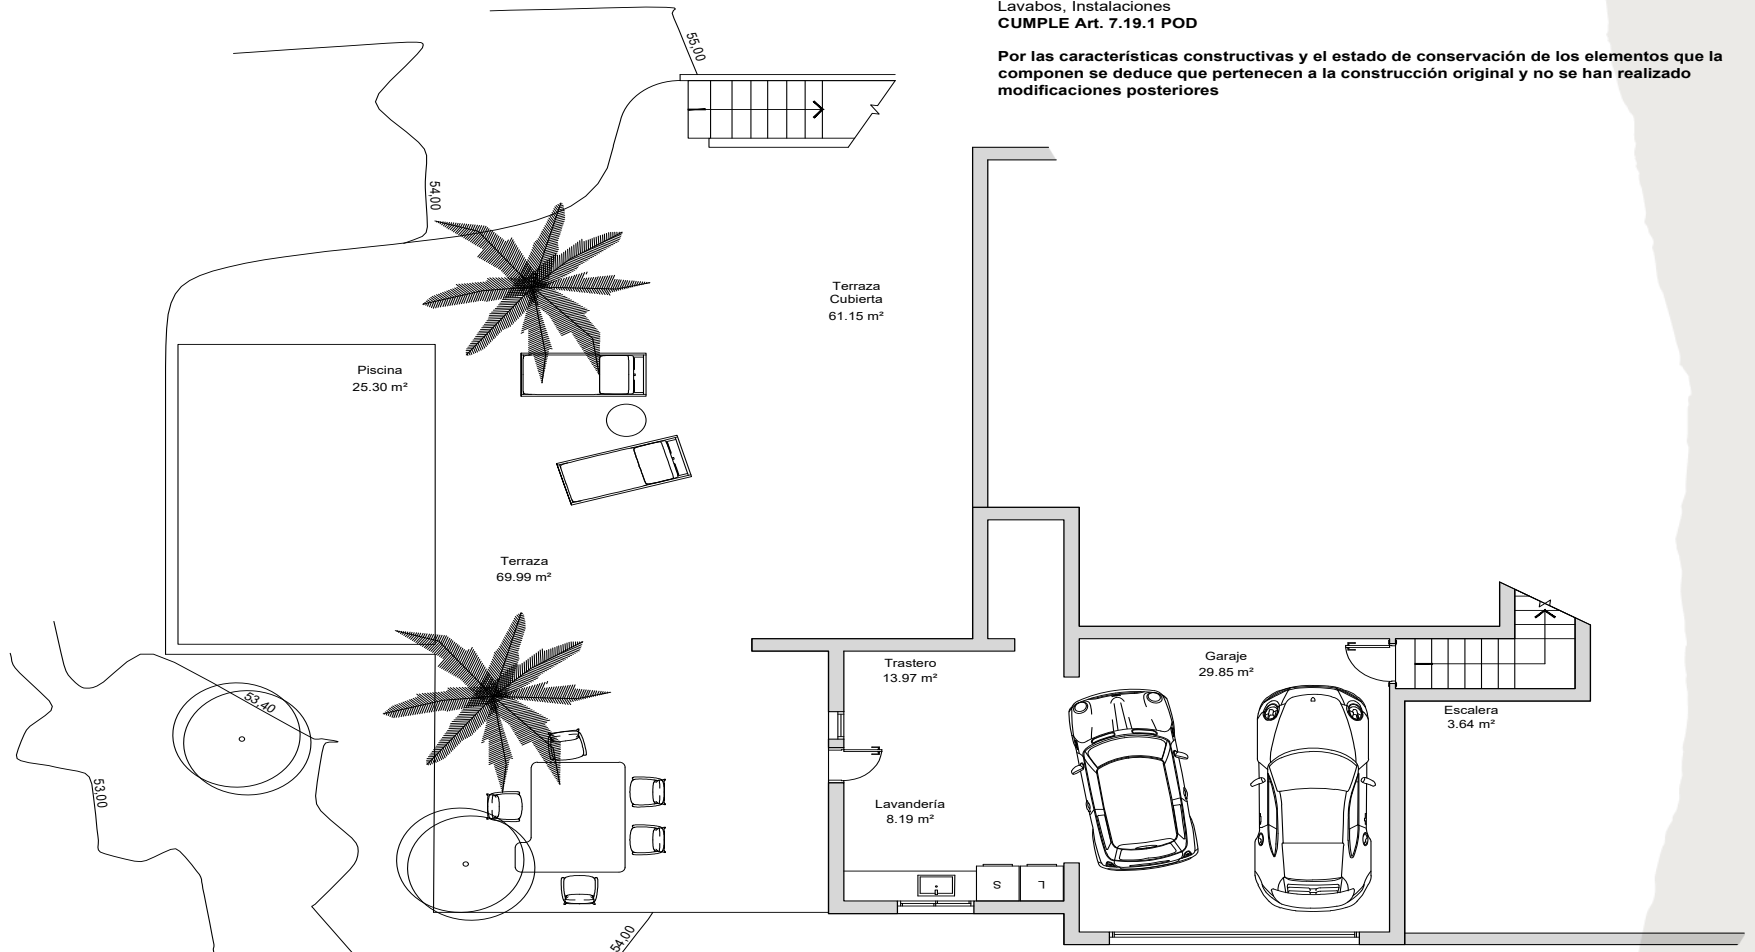 Lavabos, Instalaciones
CUMPLE Art. 7.19.1 POD
Por las características constructivas y el estado de conservación de los elementos que la
componen se deduce que pertenecen a la construcción original y no se han realizado
modificaciones posteriores
55,00
54,00
Terraza
Cubierta
61.15 m²
Piscina
25.30 m²
Terraza
69.99 m²
Trastero
13.97 m²
Garaje
29.85 m²
Escalera
3.64 m²
53,40
53,00
Lavandería
8.19 m²
S
L
54,00